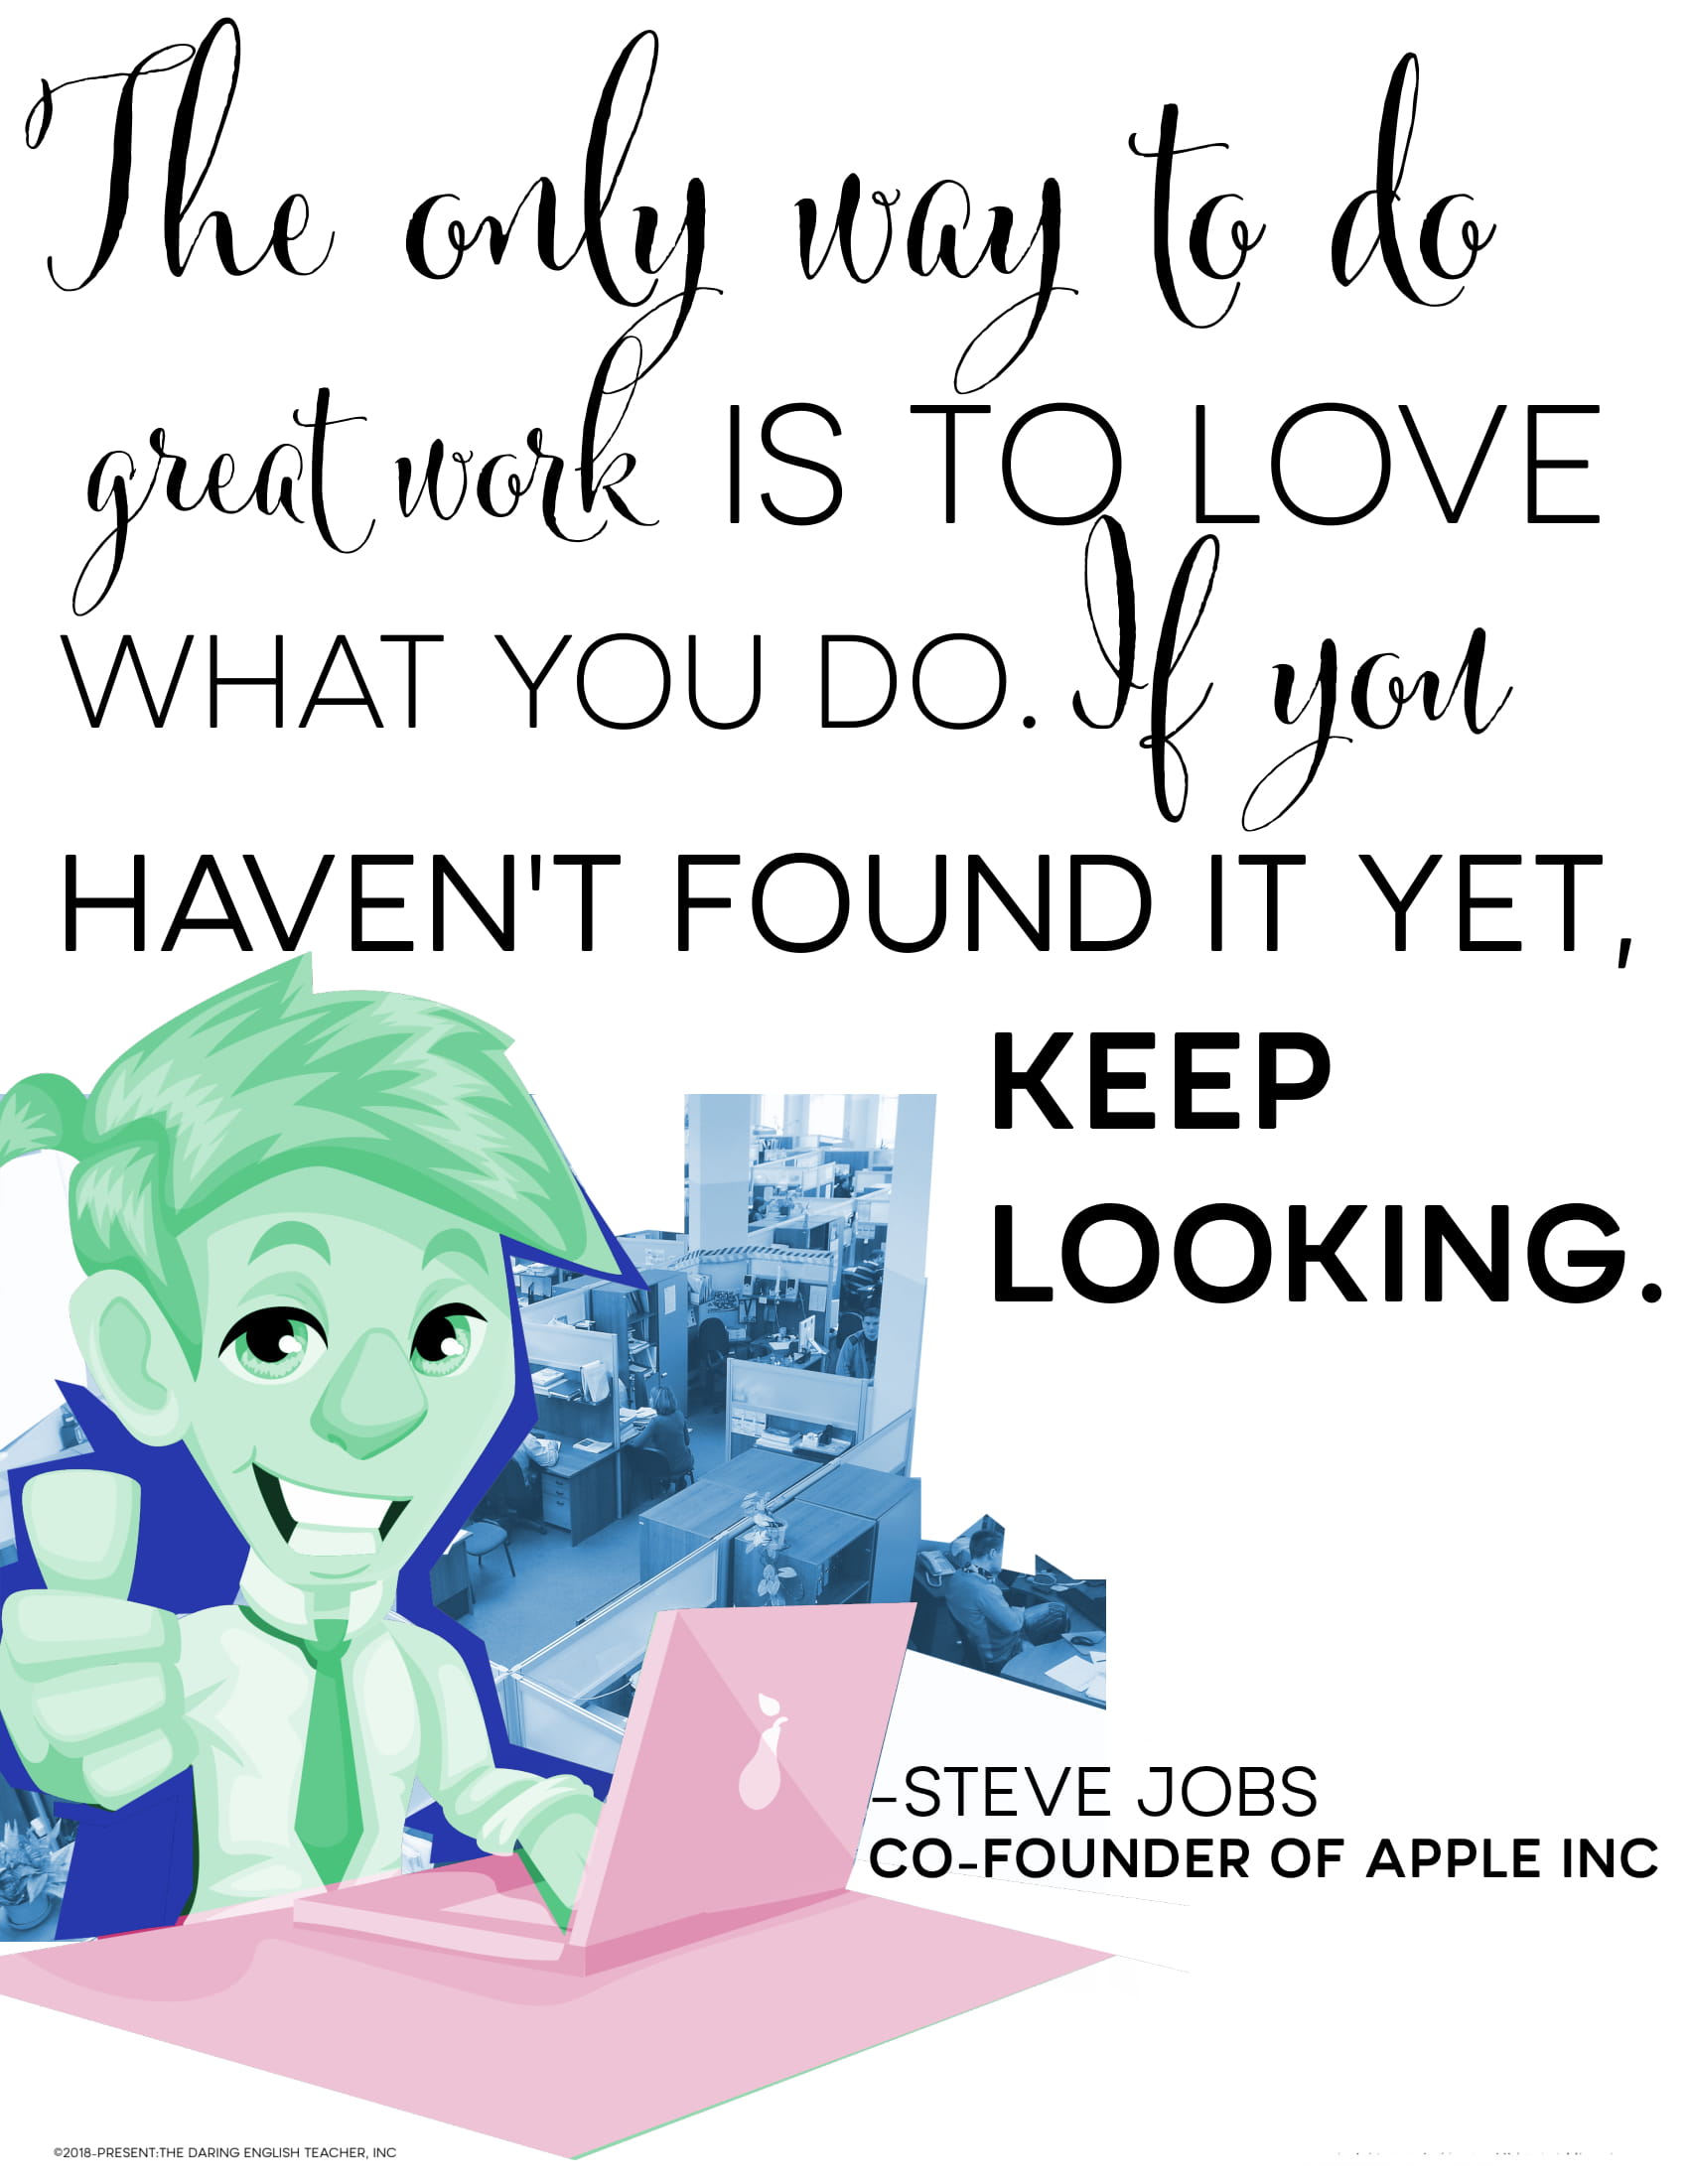 The only way to do
great work IS TO LOVE
WHAT YOU DO. If you
HAVEN'T FOUND IT YET,
KEEP
LOOKING.
-STEVE JOBS
CO-FOUNDER OF APPLE INC
©2018-PRESENT:THE DARING ENGLISH TEACHER, INC